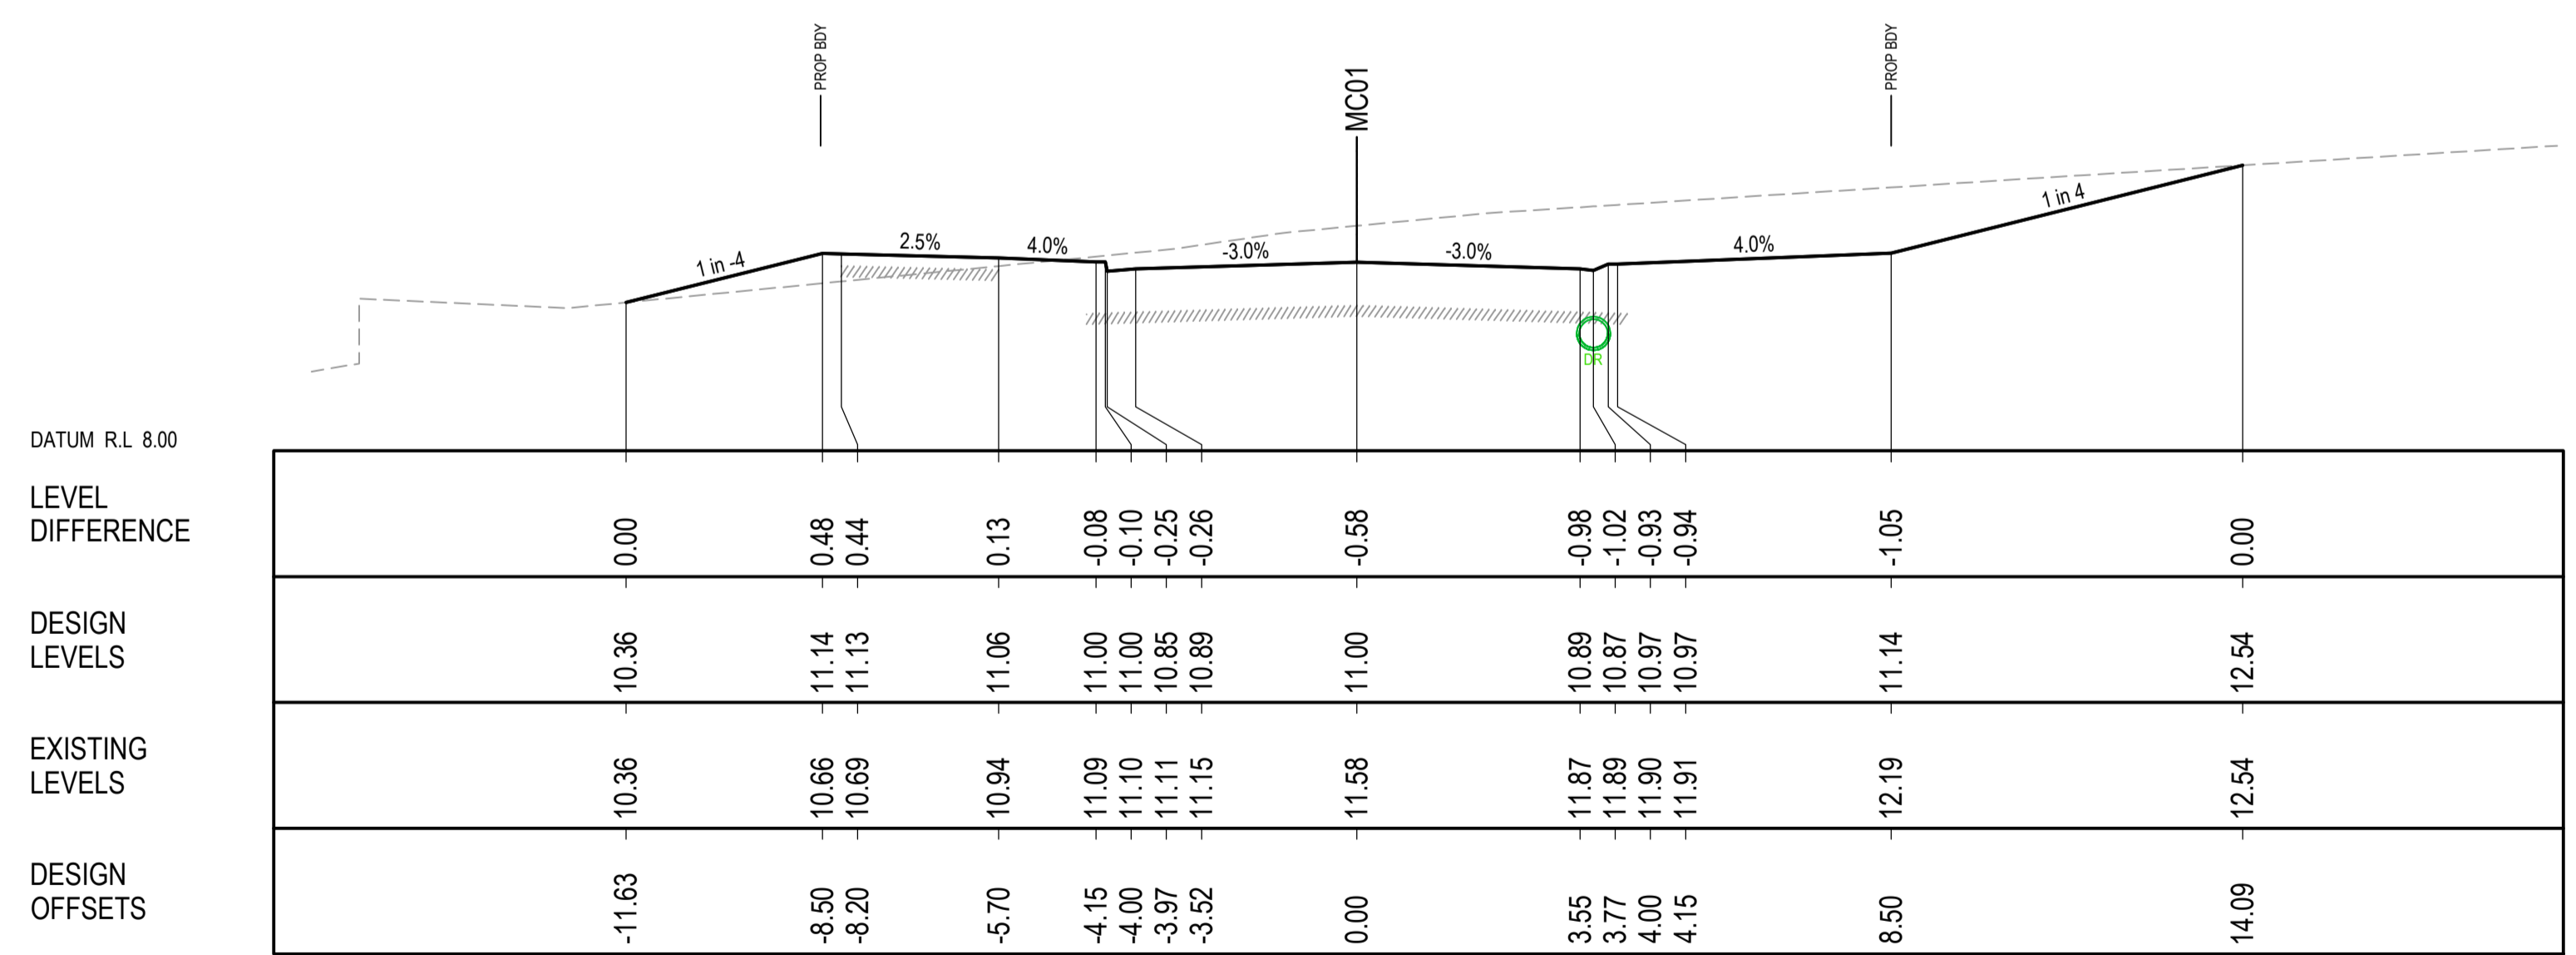 PROP BDY
MC01
PROP BDY
1 in -4
2.5%
4.0%
-3.0%
-3.0%
4.0%
1 in 4
DR
DATUM R.L 8.00
LEVEL
DIFFERENCE
0.00 0.48 0.44 0.13 -0.08 -0.10 -0.25 -0.26 -0.58 -0.98 -1.02 -0.93 -0.94 -1.05 0.00
DESIGN
LEVELS
10.36 11.14 11.13 11.06 11.00 11.00 10.85 10.89 11.00 10.89 10.87 10.97 10.97 11.14 12.54
EXISTING
LEVELS
10.36 10.66 10.69 10.94 11.09 11.10 11.11 11.15 11.58 11.87 11.89 11.90 11.91 12.19 12.54
DESIGN
OFFSETS
-11.63 -8.50 -8.20 -5.70 -4.15 -4.00 -3.97 -3.52 0.00 3.55 3.77 4.00 4.15 8.50 14.09